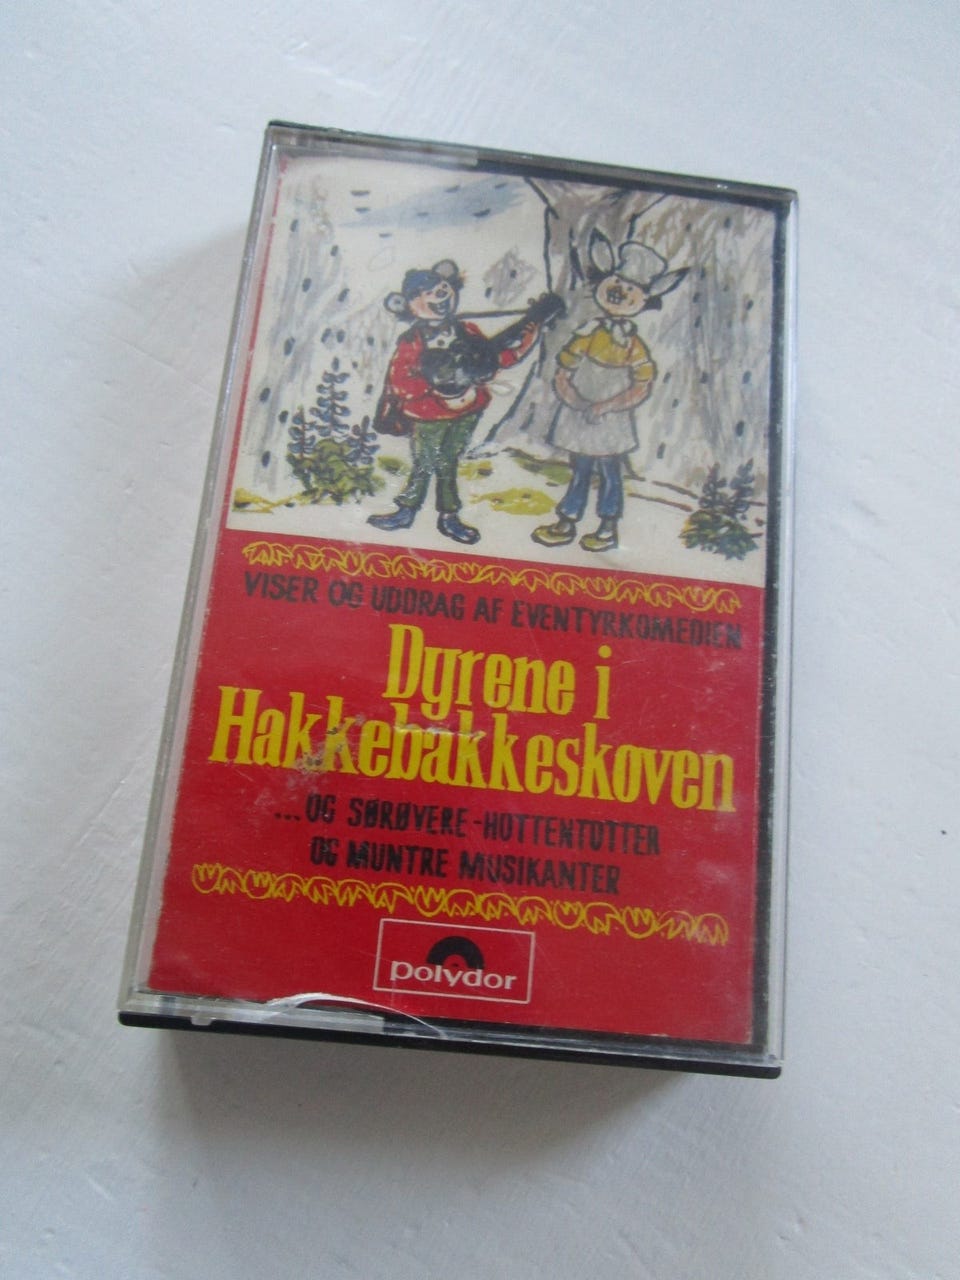 VISER OG UDDRAG AF EVENTYRKOMEDIEN
Dyrene i
Hakkebakkeskoven
...OG SØRØVERE-HOTTENTOTTER
OG MUNTRE MUSIKANTER
polydor